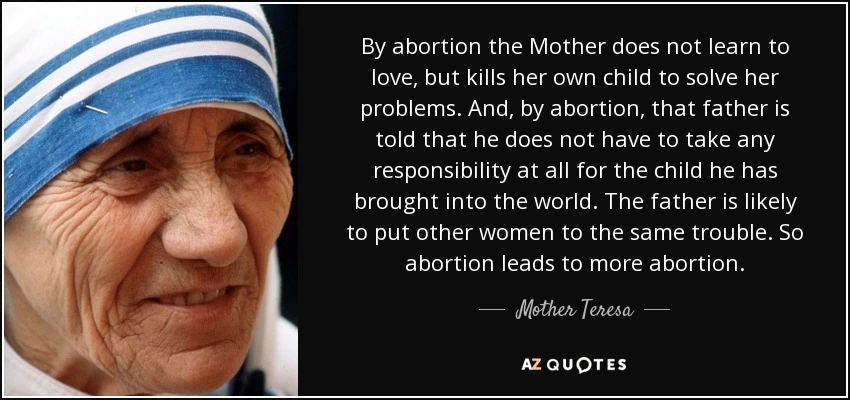 By abortion the Mother does not learn to
love, but kills her own child to solve her
problems. And, by abortion, that father is
told that he does not have to take any
responsibility at all for the child he has
brought into the world. The father is likely
to put other women to the same trouble. So
abortion leads to more abortion.
Mother Teresa
AZ QUOTES